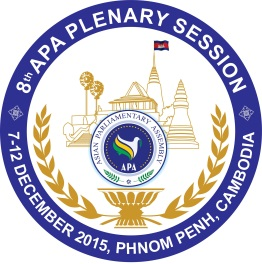 8th APA PLENARY SESSION
7-12 DECEMBER 2015, PHNOM PENH, CAMBODIA
ASIAN PARLIAMENTARY ASSEMBLY
APA